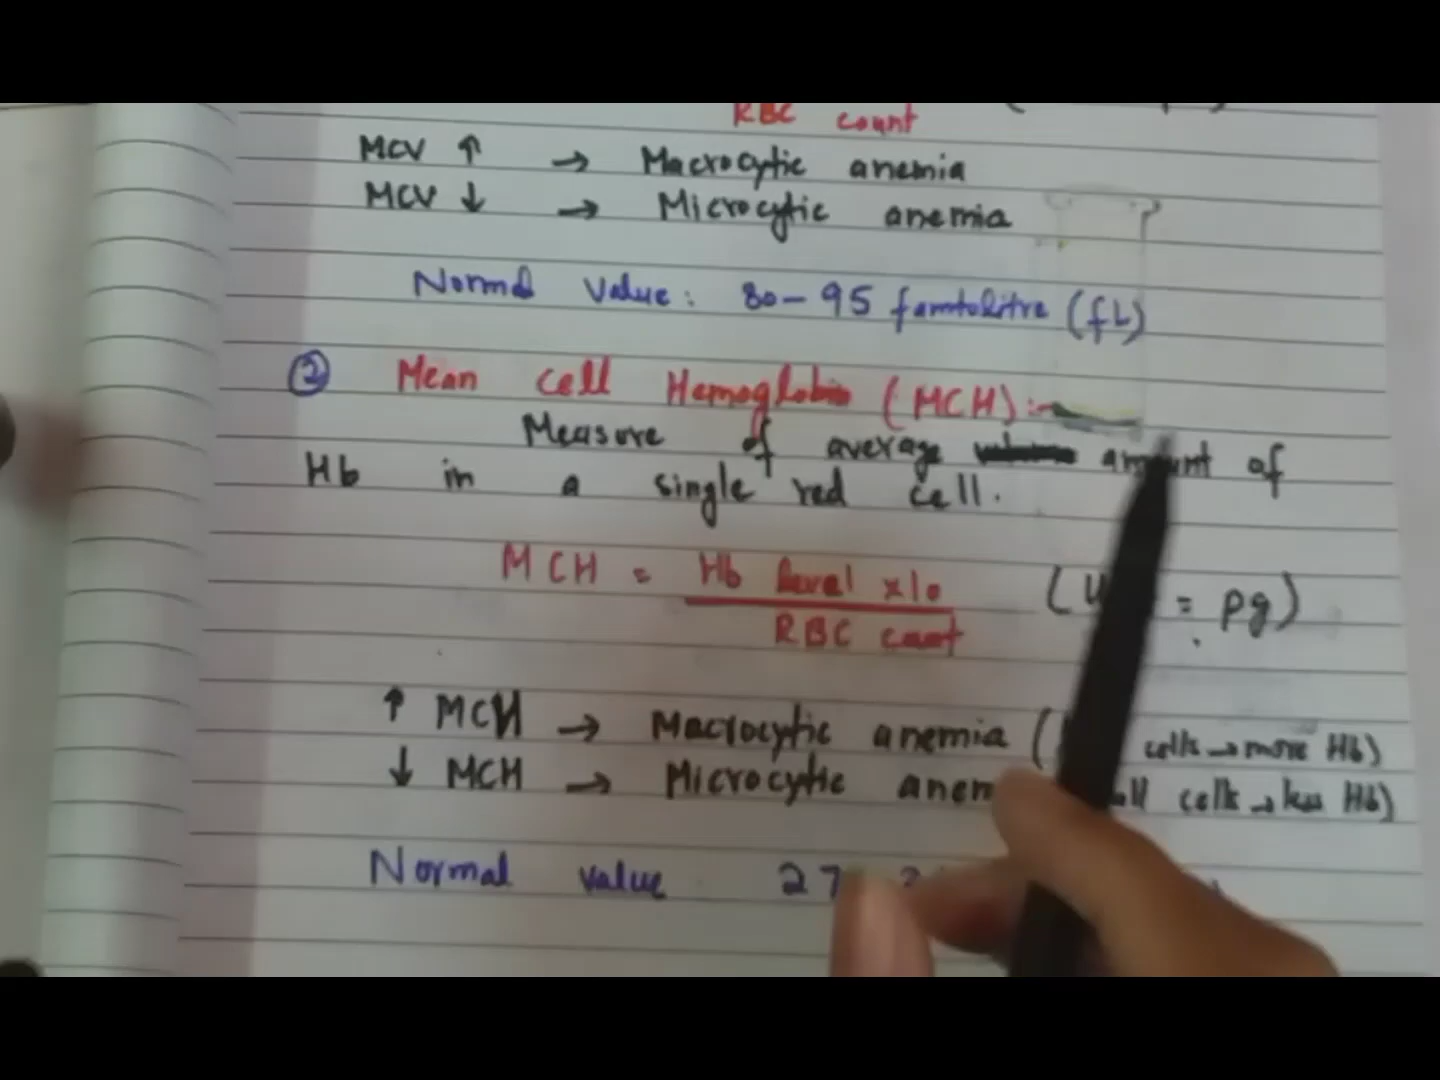 RBC count
MCV ↑ → Macrocytic anemia
MCV ↓ → Microcytic anemia
Normal Value: 80-95 famtolitre (fL)
② Mean cell Hemoglobin (MCH):-
Measure of average amount of
Hb in a single red cell.
MCH = Hb level x10 ( = pg)
RBC count
↑ MCH → Macrocytic anemia ( cells → more Hb)
↓ MCH → Microcytic cells → less Hb)
Normal value 27